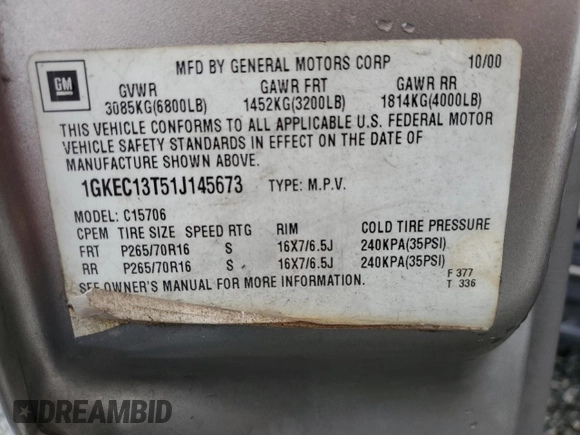 GM
MFD BY GENERAL MOTORS CORP 10/00
GVWR GAWR FRT GAWR RR
3085KG(6800LB) 1452KG(3200LB) 1814KG(4000LB)
THIS VEHICLE CONFORMS TO ALL APPLICABLE U.S. FEDERAL MOTOR
VEHICLE SAFETY STANDARDS IN EFFECT ON THE DATE OF
MANUFACTURE SHOWN ABOVE.
1GKEC13T51J145673 TYPE: M.P.V.
MODEL: C15706
CPEM TIRE SIZE SPEED RTG RIM COLD TIRE PRESSURE
FRT P265/70R16 S 16X7/6.5J 240KPA(35PSI)
RR P265/70R16 S 16X7/6.5J 240KPA(35PSI)
SEE OWNER'S MANUAL FOR MORE INFORMATION.
F 377
T 336
DREAMBID